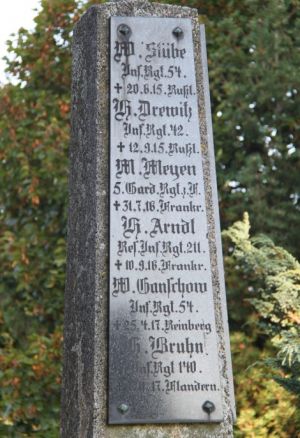 W. Stübe
Inf. Rgt. 54.
+ 20.8.15. Rußl.
H. Drewitz
Inf. Rgt. 42.
+ 12.9.15. Rußl.
M. Meyen
5. Gard. Rgt. z. F.
+ 31.7.16. Frankr.
H. Arndt
Res. Inf. Rgt. 211.
+ 10.9.16. Frankr.
W. Ganschow
Inf. Rgt. 54.
+ 25.4.17. Reinberg
Bruhn
Inf. Rgt 140.
17. Flandern.